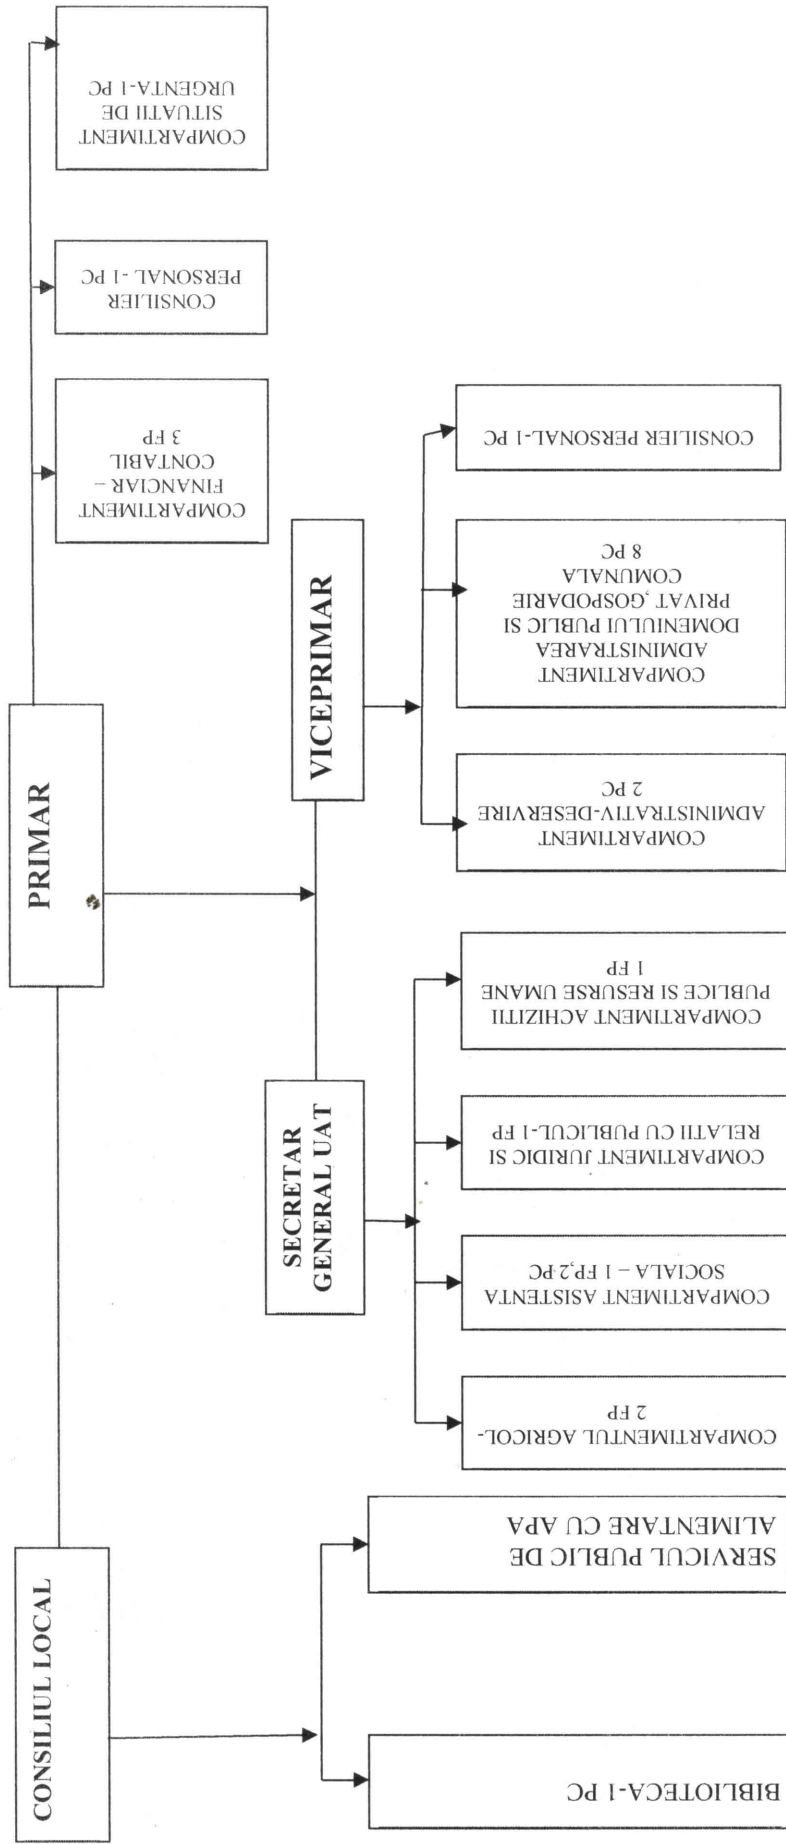 CONSILIUL LOCAL
PRIMAR
COMPARTIMENT
FINANCIAR –
CONTABIL
3 FP
CONSILIER
PERSONAL -1 PC
COMPARTIMENT
SITUATII DE
URGENTA-1 PC
SECRETAR
GENERAL UAT
VICEPRIMAR
BIBLIOTECA-1 PC
SERVICUL PUBLIC DE
ALIMENTARE CU APA
COMPARTIMENTUL AGRICOL-
2 FP
COMPARTIMENT ASISTENTA
SOCIALA – 1 FP,2 PC
COMPARTIMENT JURIDIC SI
RELATII CU PUBLICUL-1 FP
COMPARTIMENT ACHIZITII
PUBLICE SI RESURSE UMANE
1 FP
COMPARTIMENT
ADMINISTRATIV-DESERVIRE
2 PC
COMPARTIMENT
ADMINISTRAREA
DOMENIULUI PUBLIC SI
PRIVAT,GOSPODARIE
COMUNALA
8 PC
CONSILIER PERSONAL-1 PC